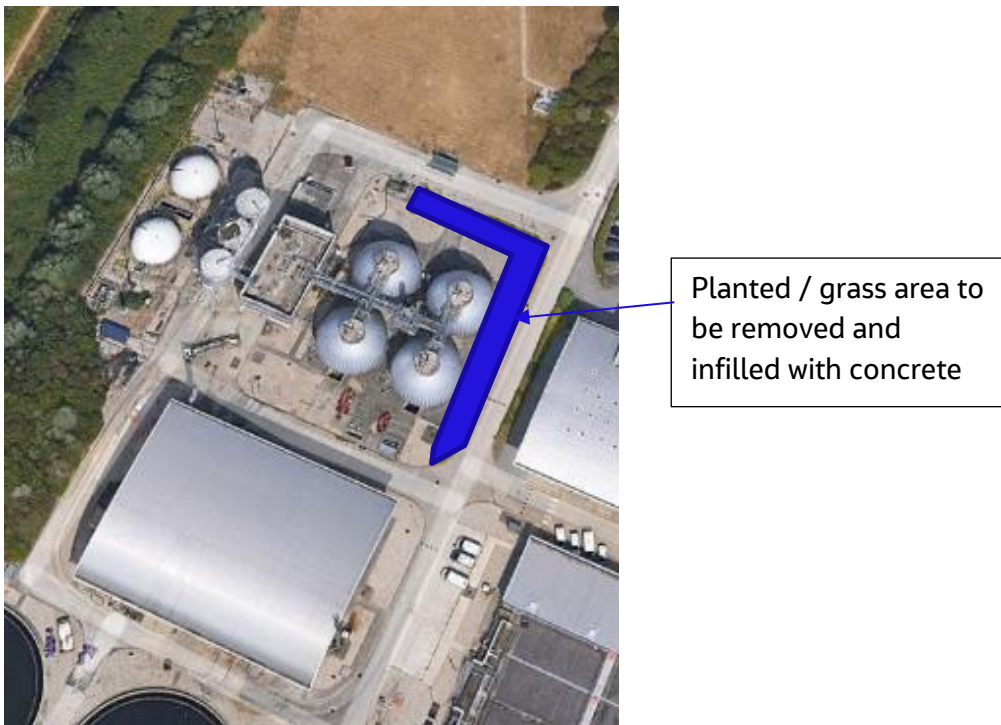 Planted / grass area to
be removed and
infilled with concrete